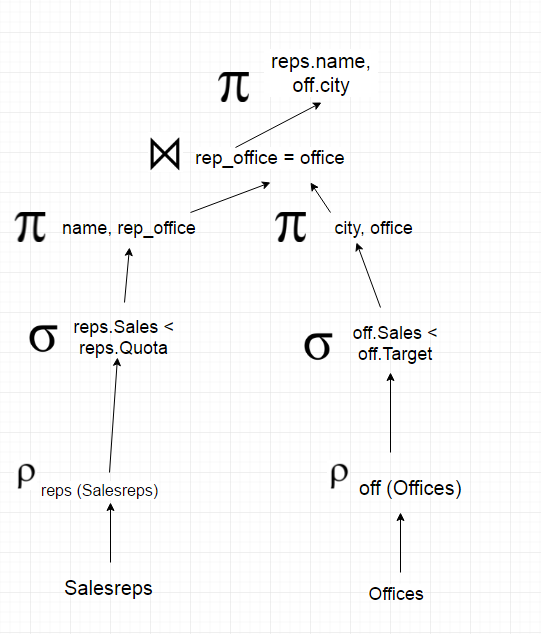 π reps.name,
off.city
⋈ rep_office = office
π name, rep_office
π city, office
σ reps.Sales <
reps.Quota
σ off.Sales <
off.Target
ρ reps (Salesreps)
ρ off (Offices)
Salesreps
Offices